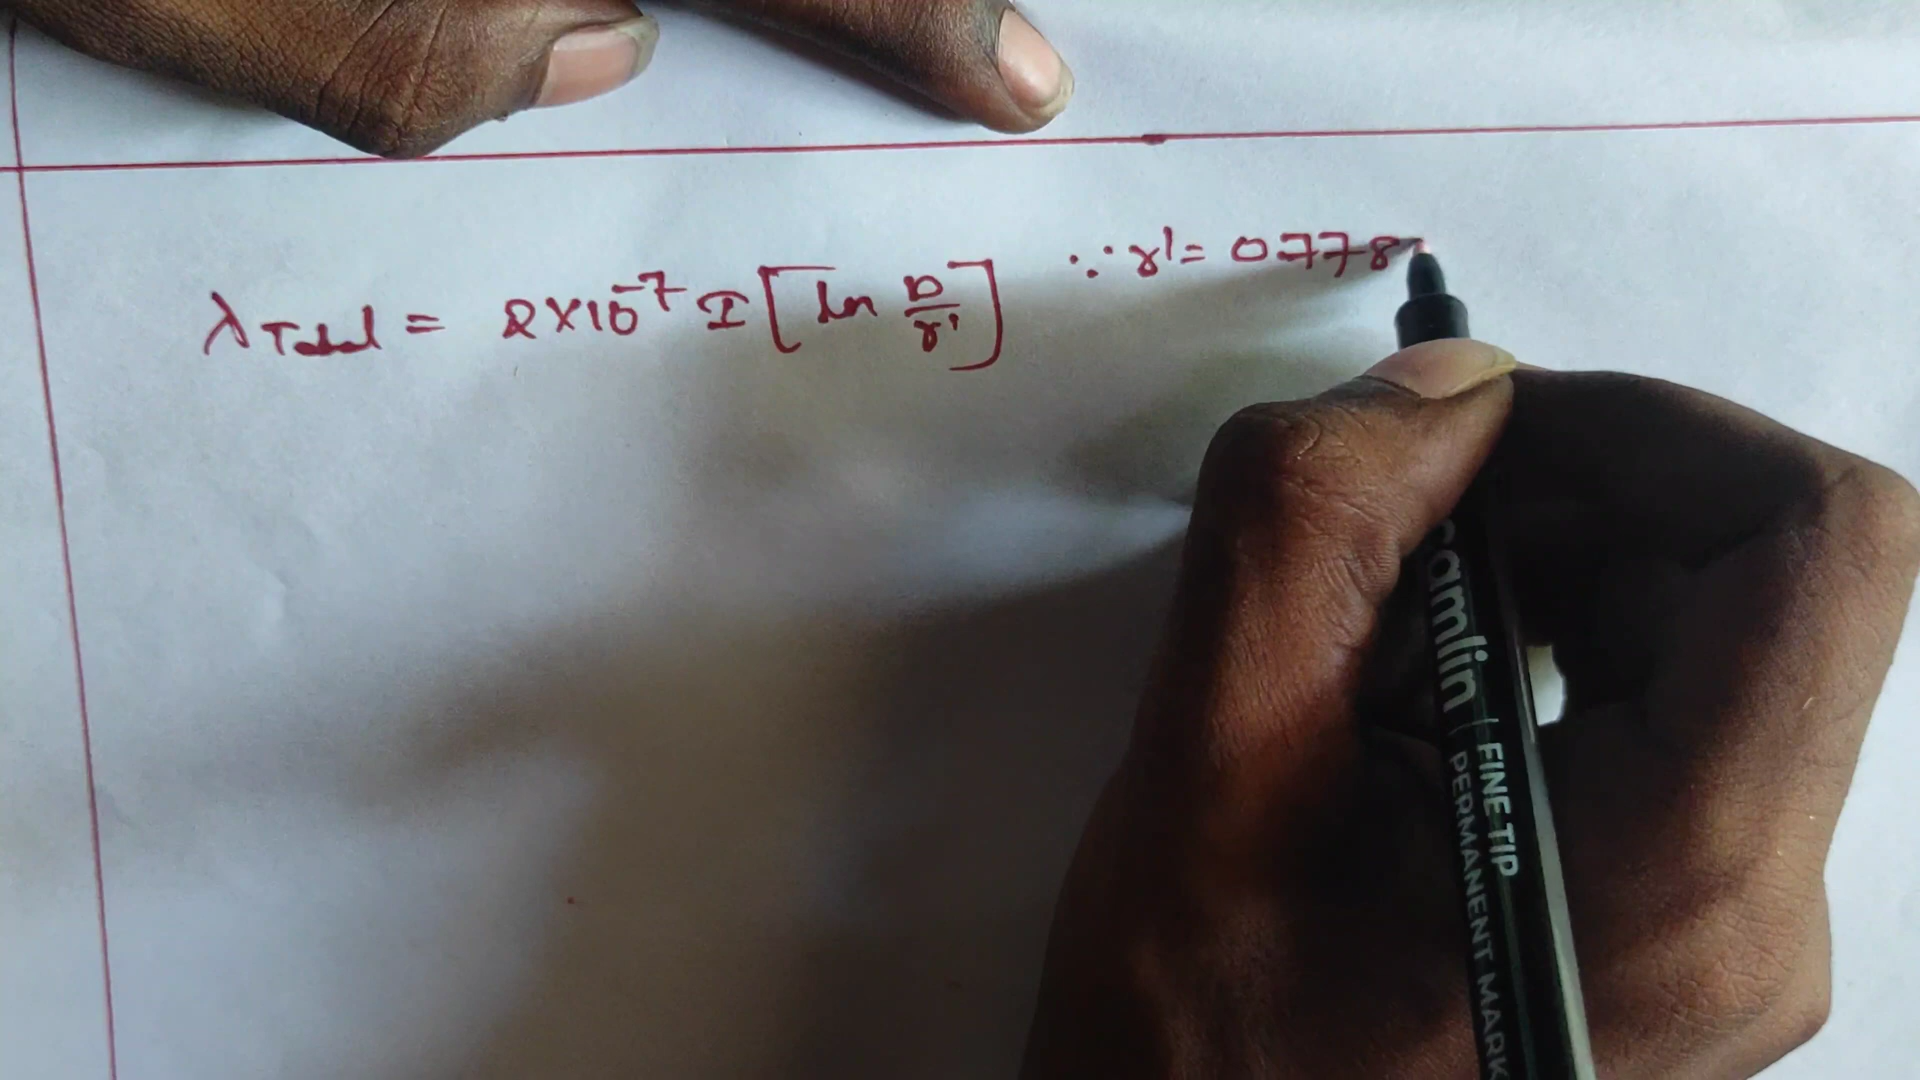 λTotal = 2×10⁻⁷ I [ln D/r'] ∵ r' = 0.778
camlin FINE TIP
PERMANENT MARK